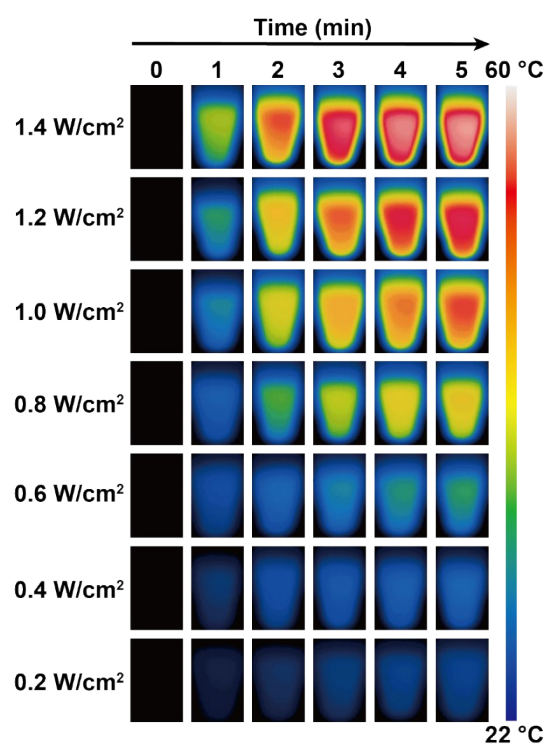 Time (min)
0 1 2 3 4 5 60 °C
1.4 W/cm²
1.2 W/cm²
1.0 W/cm²
0.8 W/cm²
0.6 W/cm²
0.4 W/cm²
0.2 W/cm²
22 °C